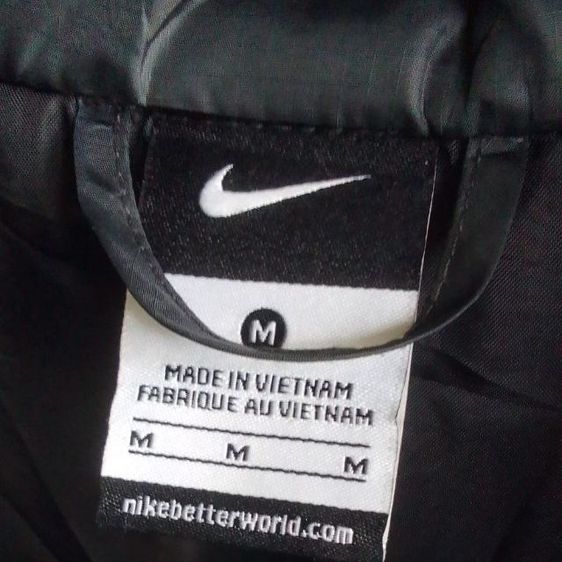 M
MADE IN VIETNAM
FABRIQUE AU VIETNAM
M M M
nikebetterworld.com